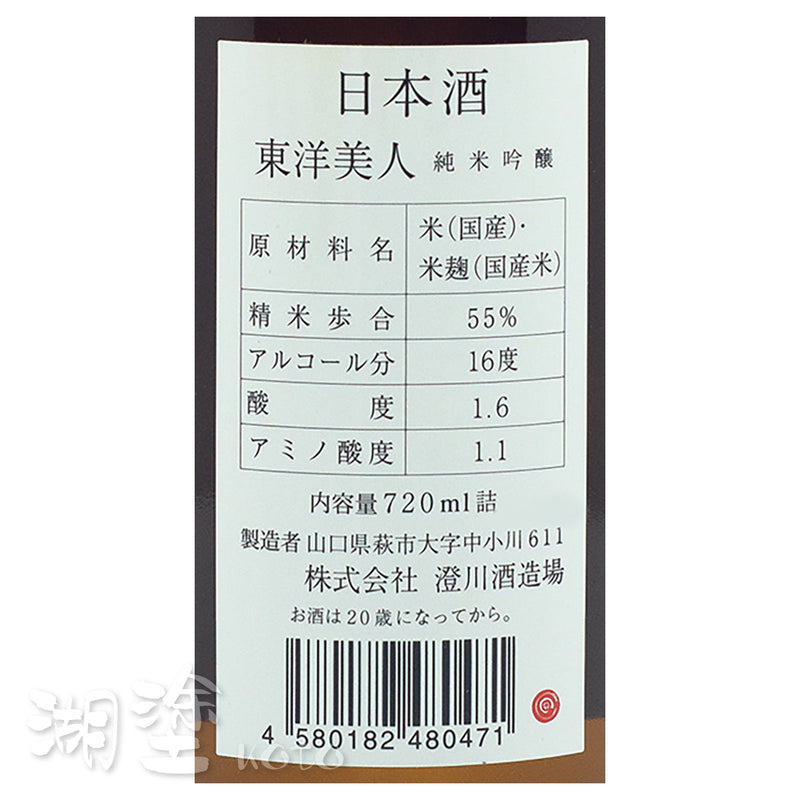 日本酒
東洋美人 純米吟醸
原材料名 米(国産)・
米麹(国産米)
精米歩合 55%
アルコール分 16度
酸度 1.6
アミノ酸度 1.1
内容量720ml詰
製造者 山口県萩市大字中小川611
株式会社 澄川酒造場
お酒は20歳になってから。
4 580182 480471
湖塗 KOTO